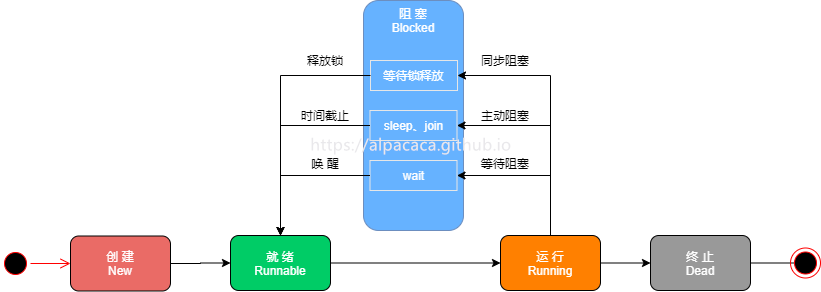 阻 塞
Blocked
释放锁
等待锁释放
同步阻塞
时间截止
sleep、join
主动阻塞
https://alpacaca.github.io
唤 醒
wait
等待阻塞
创 建
New
就 绪
Runnable
运 行
Running
终 止
Dead